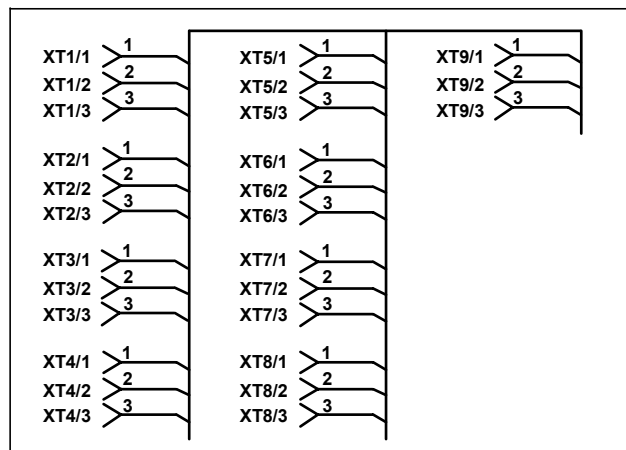 XT1/1 1
XT1/2 2
XT1/3 3
XT2/1 1
XT2/2 2
XT2/3 3
XT3/1 1
XT3/2 2
XT3/3 3
XT4/1 1
XT4/2 2
XT4/3 3
XT5/1 1
XT5/2 2
XT5/3 3
XT6/1 1
XT6/2 2
XT6/3 3
XT7/1 1
XT7/2 2
XT7/3 3
XT8/1 1
XT8/2 2
XT8/3 3
XT9/1 1
XT9/2 2
XT9/3 3